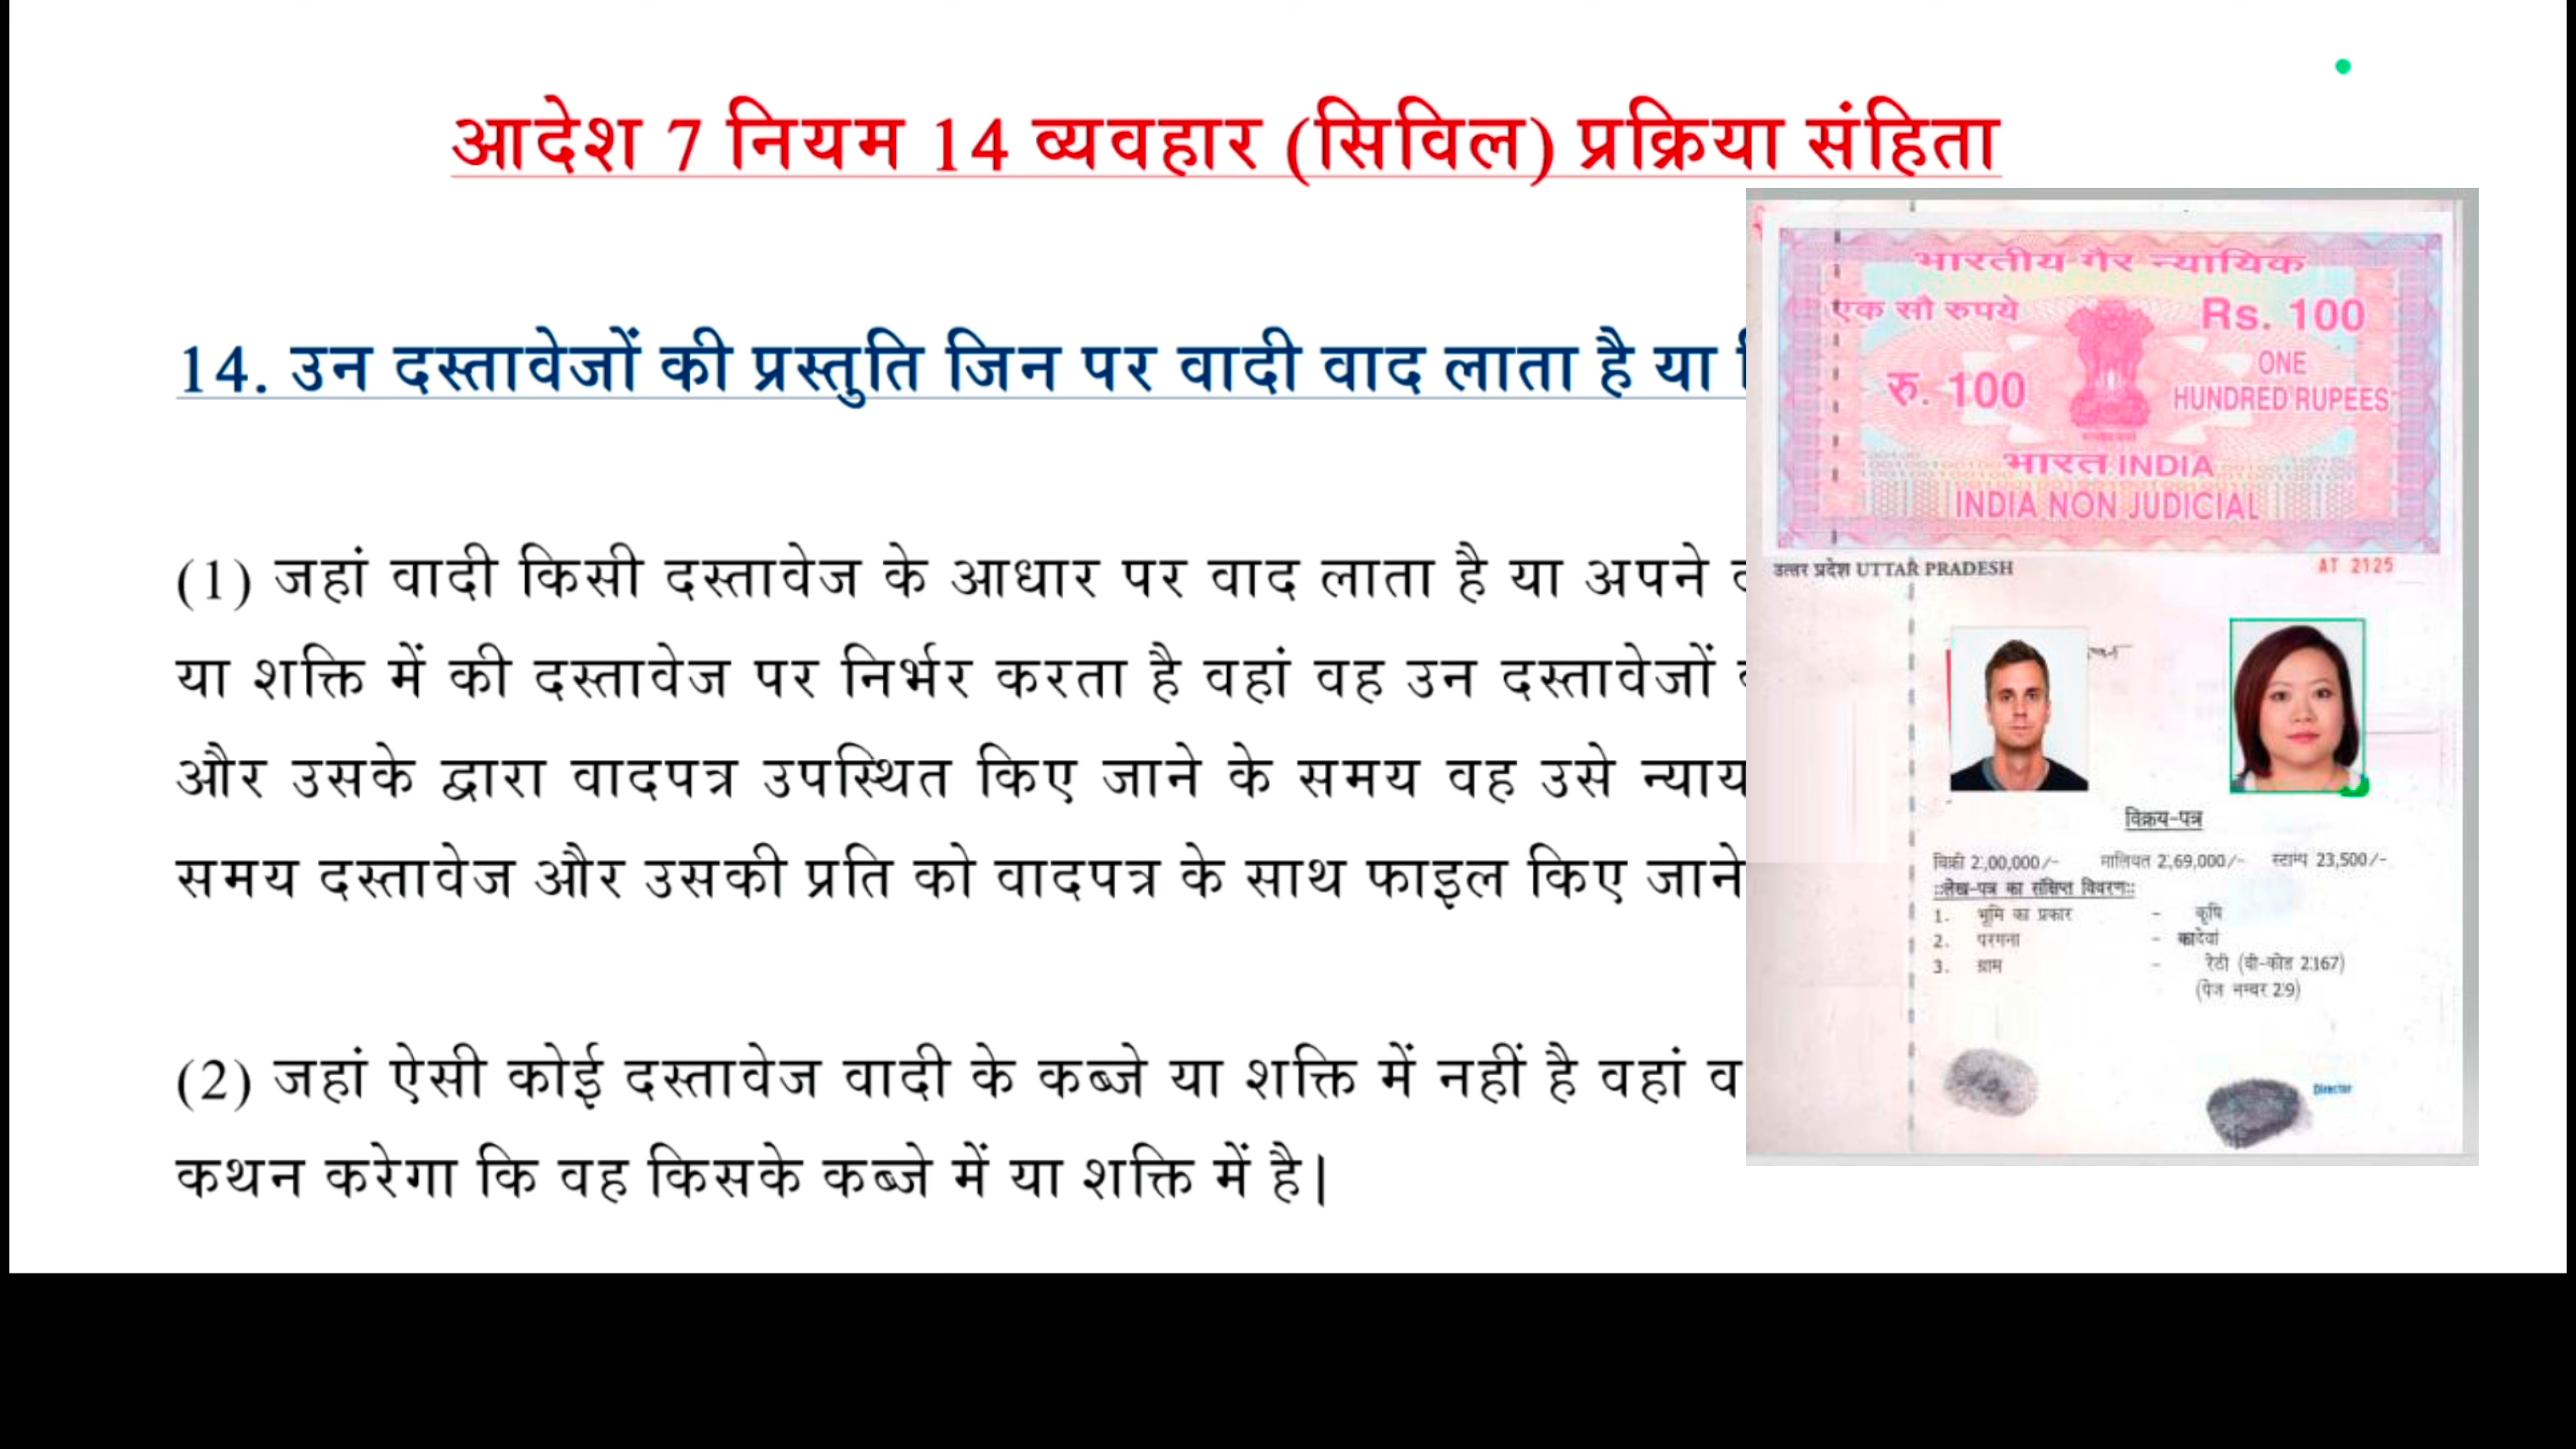 आदेश 7 नियम 14 व्यवहार (सिविल) प्रक्रिया संहिता
14. उन दस्तावेजों की प्रस्तुति जिन पर वादी वाद लाता है या
(1) जहां वादी किसी दस्तावेज के आधार पर वाद लाता है या अपने
या शक्ति में की दस्तावेज पर निर्भर करता है वहां वह उन दस्तावेजों
और उसके द्वारा वादपत्र उपस्थित किए जाने के समय वह उसे न्याय
समय दस्तावेज और उसकी प्रति को वादपत्र के साथ फाइल किए जाने
(2) जहां ऐसी कोई दस्तावेज वादी के कब्जे या शक्ति में नहीं है वहां व
कथन करेगा कि वह किसके कब्जे में या शक्ति में है|
भारतीय गैर न्यायिक
एक सौ रुपये
Rs. 100
रु. 100
ONE
HUNDRED RUPEES
भारत INDIA
INDIA NON JUDICIAL
उत्तर प्रदेश UTTAR PRADESH
AT 2125
विक्रय-पत्र
बिक्री 2,00,000/- मालियत 2,69,000/- स्टाम्प 23,500/-
::लेख-पत्र का संक्षिप्त विवरण::
1. भूमि का प्रकार - कृषि
2. परगना - कादेवां
3. ग्राम - रेठी (वी-कोड 2167)
(पेज नम्बर 29)
Director